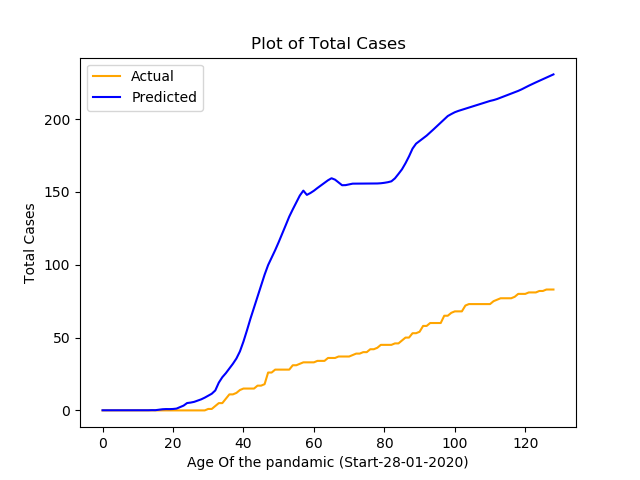 Plot of Total Cases
Actual
Predicted
200
150
100
50
0
Total Cases
0 20 40 60 80 100 120
Age Of the pandamic (Start-28-01-2020)